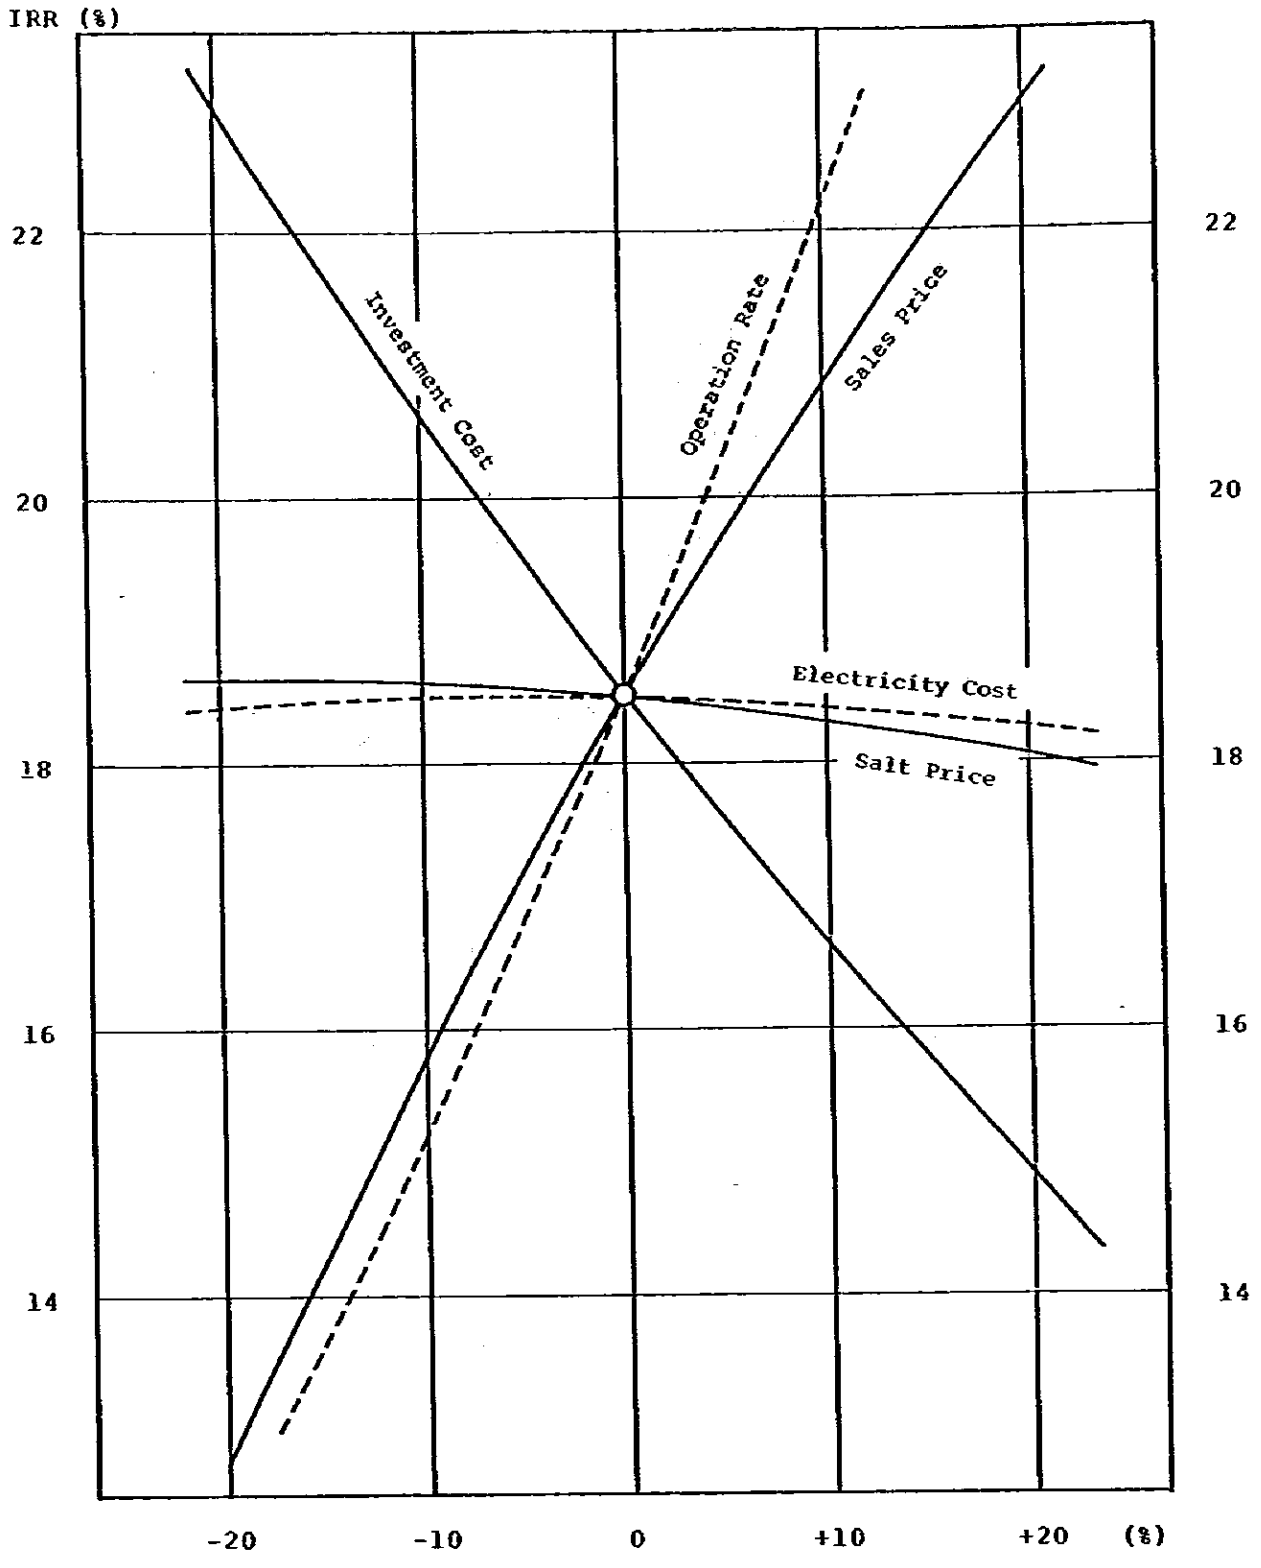 IRR (%)
22
22
Investment Cost
Operation Rate
Sales Price
20
20
Electricity Cost
18
18
Salt Price
16
16
14
14
-20
-10
0
+10
+20
(%)